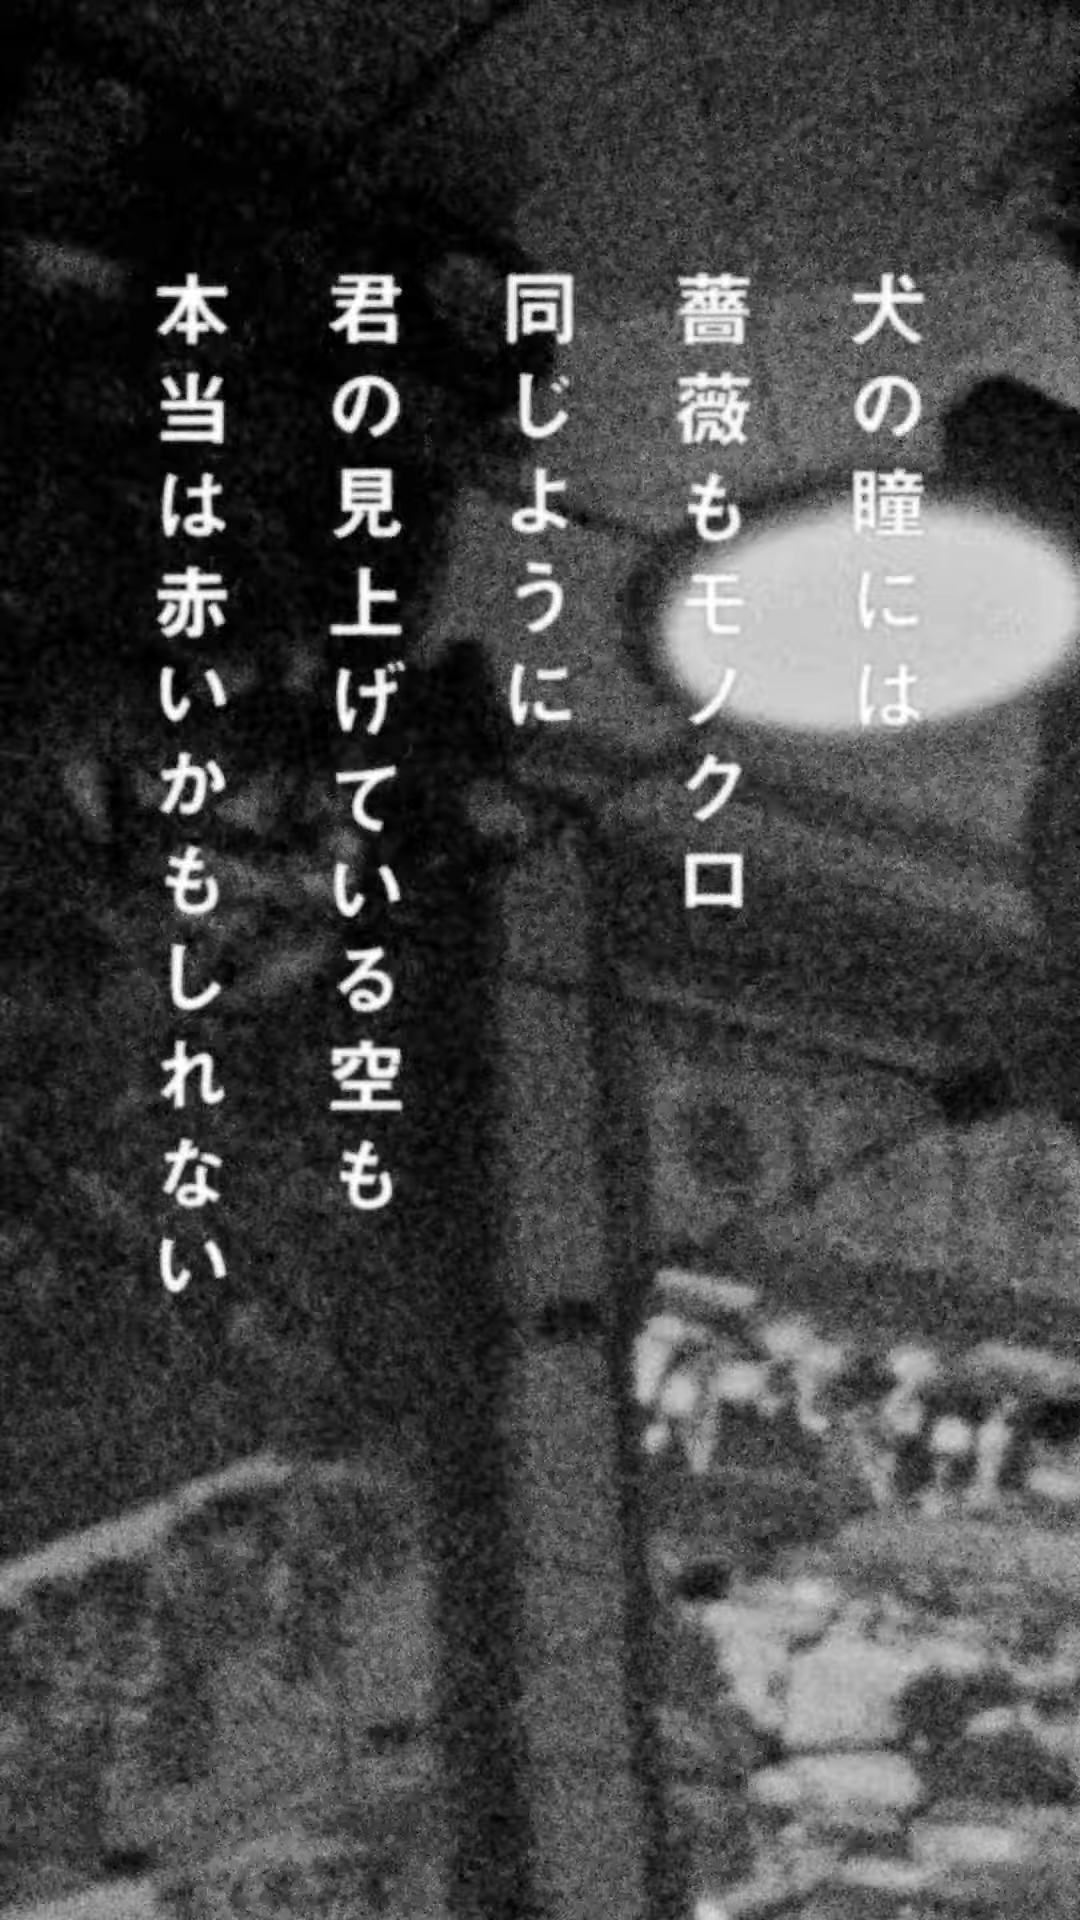 犬の瞳には
薔薇もモノクロ
同じように
君の見上げている空も
本当は赤いかもしれない